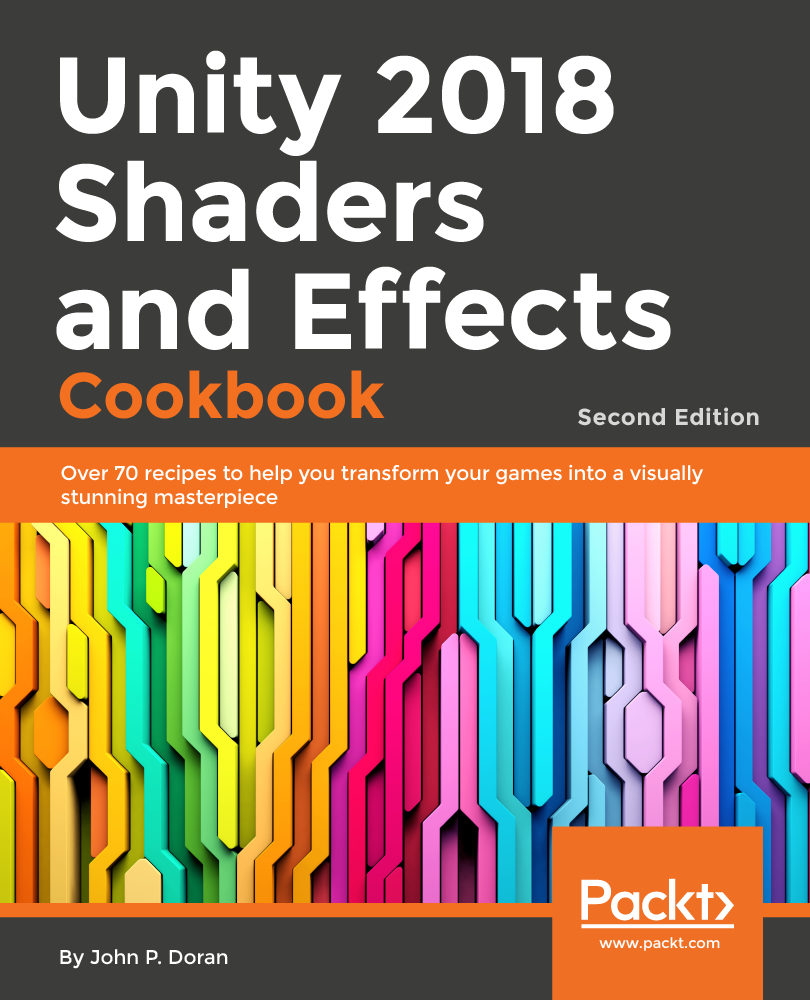 Unity 2018
Shaders
and Effects
Cookbook
Second Edition
Over 70 recipes to help you transform your games into a visually
stunning masterpiece
Packt>
www.packt.com
By John P. Doran